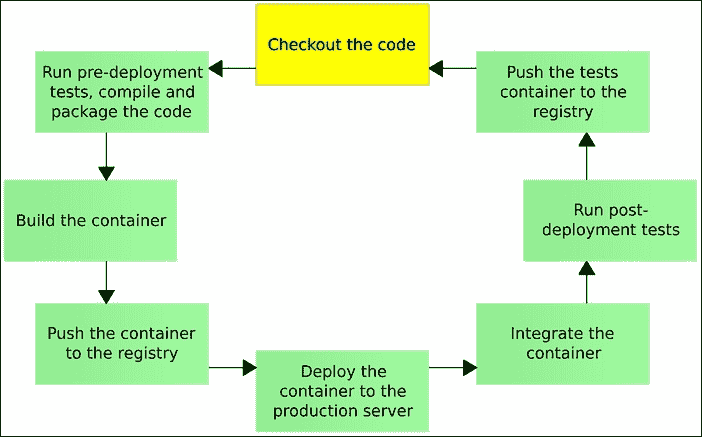 Checkout the code
Run pre-deployment
tests, compile and
package the code
Build the container
Push the container
to the registry
Deploy the
container to the
production server
Integrate the
container
Run post-
deployment tests
Push the tests
container to the
registry